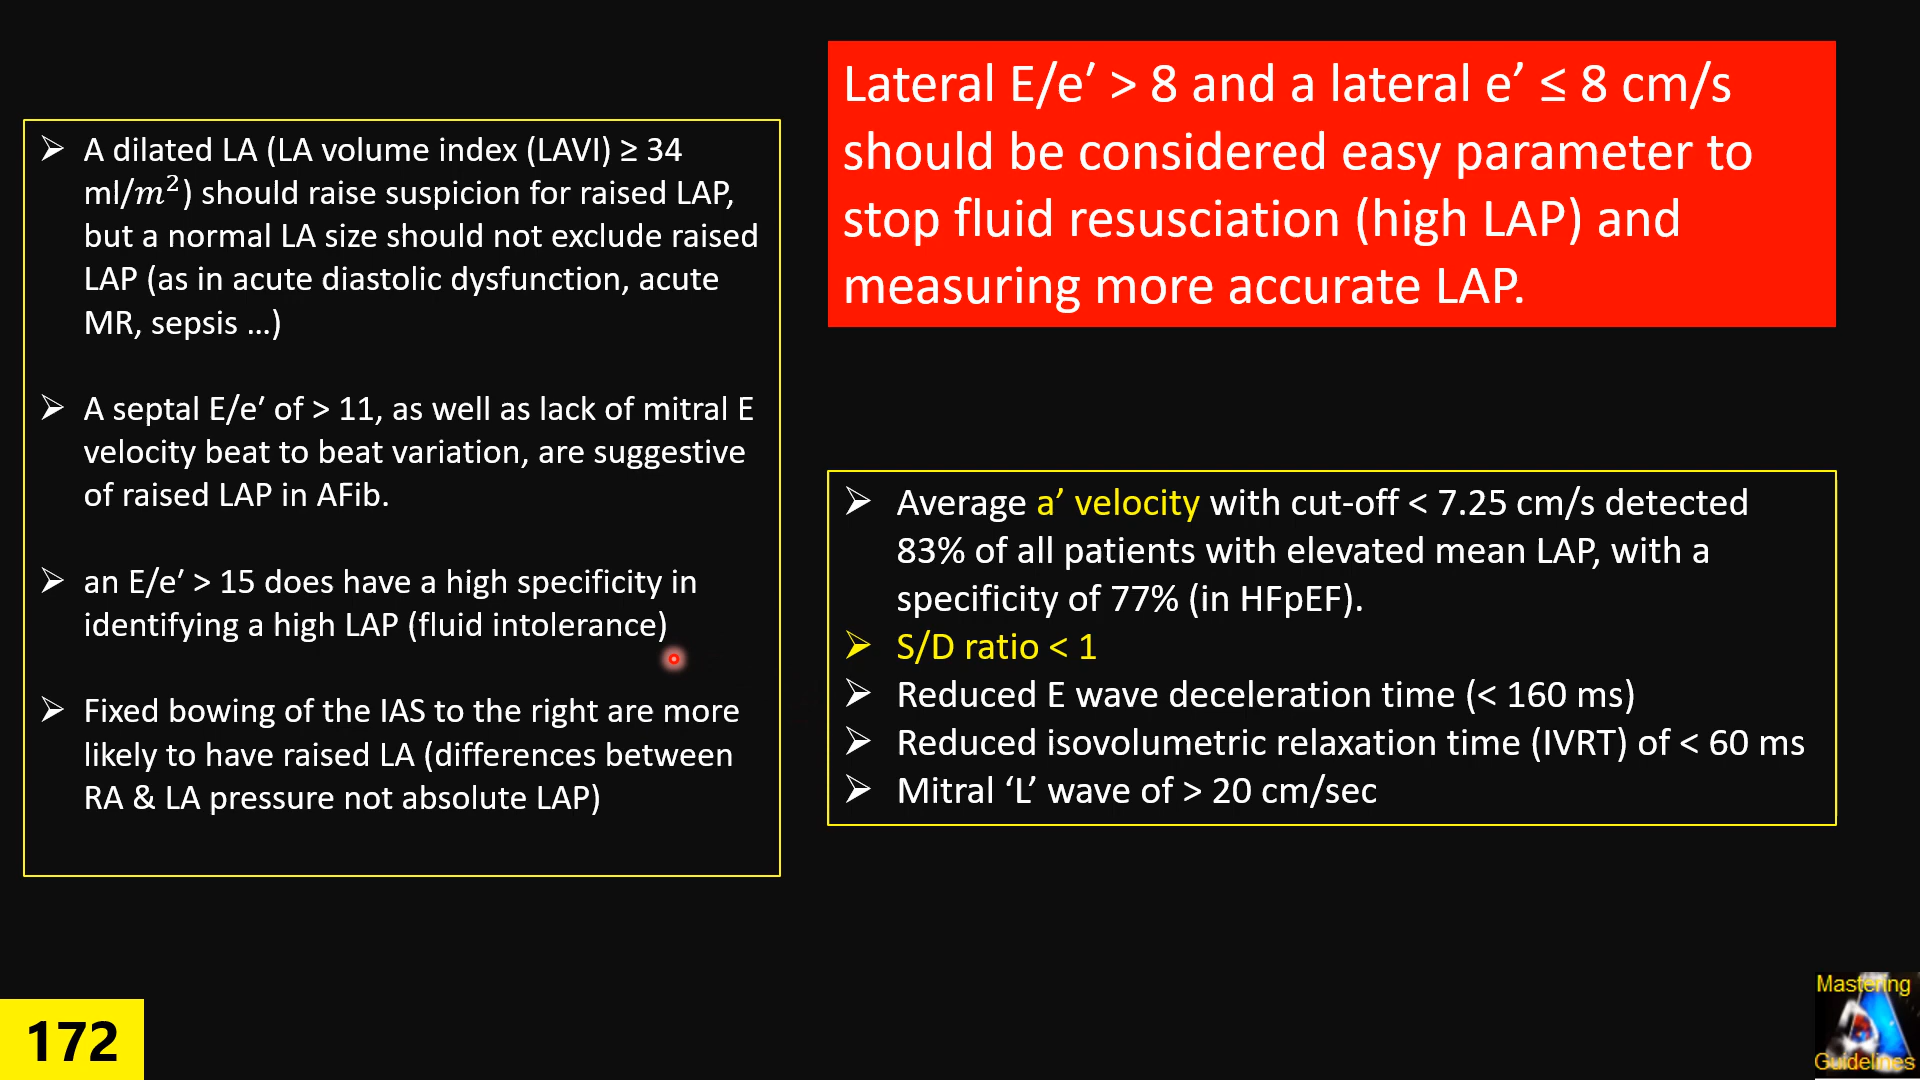 ➢ A dilated LA (LA volume index (LAVI) ≥ 34
ml/𝑚²) should raise suspicion for raised LAP,
but a normal LA size should not exclude raised
LAP (as in acute diastolic dysfunction, acute
MR, sepsis …)
➢ A septal E/e′ of > 11, as well as lack of mitral E
velocity beat to beat variation, are suggestive
of raised LAP in AFib.
➢ an E/e′ > 15 does have a high specificity in
identifying a high LAP (fluid intolerance)
➢ Fixed bowing of the IAS to the right are more
likely to have raised LA (differences between
RA & LA pressure not absolute LAP)
Lateral E/e′ > 8 and a lateral e’ ≤ 8 cm/s
should be considered easy parameter to
stop fluid resusciation (high LAP) and
measuring more accurate LAP.
➢ Average a’ velocity with cut-off < 7.25 cm/s detected
83% of all patients with elevated mean LAP, with a
specificity of 77% (in HFpEF).
➢ S/D ratio < 1
➢ Reduced E wave deceleration time (< 160 ms)
➢ Reduced isovolumetric relaxation time (IVRT) of < 60 ms
➢ Mitral ‘L’ wave of > 20 cm/sec
172
Mastering
Guidelines